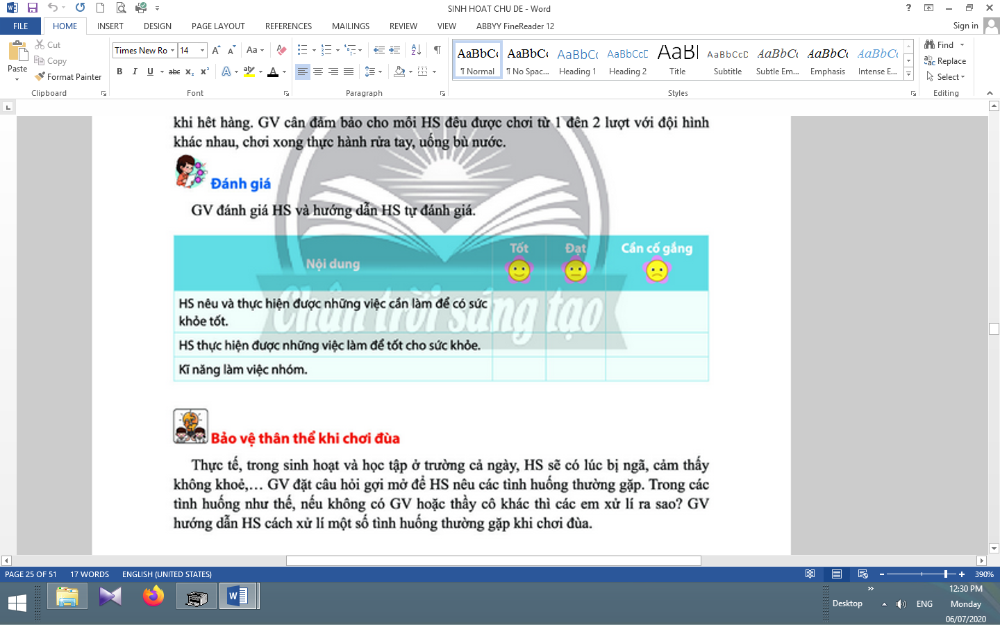 SINH HOAT CHU DE - Word
?
FILE HOME INSERT DESIGN PAGE LAYOUT REFERENCES MAILINGS REVIEW VIEW ABBYY FineReader 12 Sign in
Paste
Cut
Copy
Format Painter
Clipboard
Times New Ro 14
Font
Paragraph
AaBbCc ¶ Normal
AaBbCc ¶ No Spac...
AaBbCc Heading 1
AaBbCcD Heading 2
AaBl Title
AaBbCcD Subtitle
AaBbCc Subtle Em...
AaBbCc Emphasis
AaBbCc Intense E...
Styles
Find
Replace
Select
Editing
khi hết hàng. GV cần đảm bảo cho mỗi HS đều được chơi từ 1 đến 2 lượt với đội hình
khác nhau, chơi xong thực hành rửa tay, uống bù nước.
Đánh giá
GV đánh giá HS và hướng dẫn HS tự đánh giá.
Nội dung Tốt Đạt Cần cố gắng
HS nêu và thực hiện được những việc cần làm để có sức
khỏe tốt.
HS thực hiện được những việc làm để tốt cho sức khỏe.
Kĩ năng làm việc nhóm.
Chân trời sáng tạo
Bảo vệ thân thể khi chơi đùa
Thực tế, trong sinh hoạt và học tập ở trường cả ngày, HS sẽ có lúc bị ngã, cảm thấy
không khoẻ,... GV đặt câu hỏi gợi mở để HS nêu các tình huống thường gặp. Trong các
tình huống như thế, nếu không có GV hoặc thầy cô khác thì các em xử lí ra sao? GV
hướng dẫn HS cách xử lí một số tình huống thường gặp khi chơi đùa.
PAGE 25 OF 51 17 WORDS ENGLISH (UNITED STATES) 390%
Desktop ENG
12:30 PM
Monday
06/07/2020